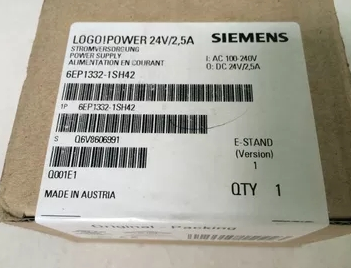 LOGO!POWER 24V/2,5A SIEMENS
STROMVERSORGUNG I: AC 100-240V
POWER SUPPLY O: DC 24V/2,5A
ALIMENTATION EN COURANT
6EP1332-1SH42
1P 6EP1332-1SH42
S Q6V8606991
E-STAND
(Version)
1
Q001E1
MADE IN AUSTRIA
QTY 1
Original - Packing